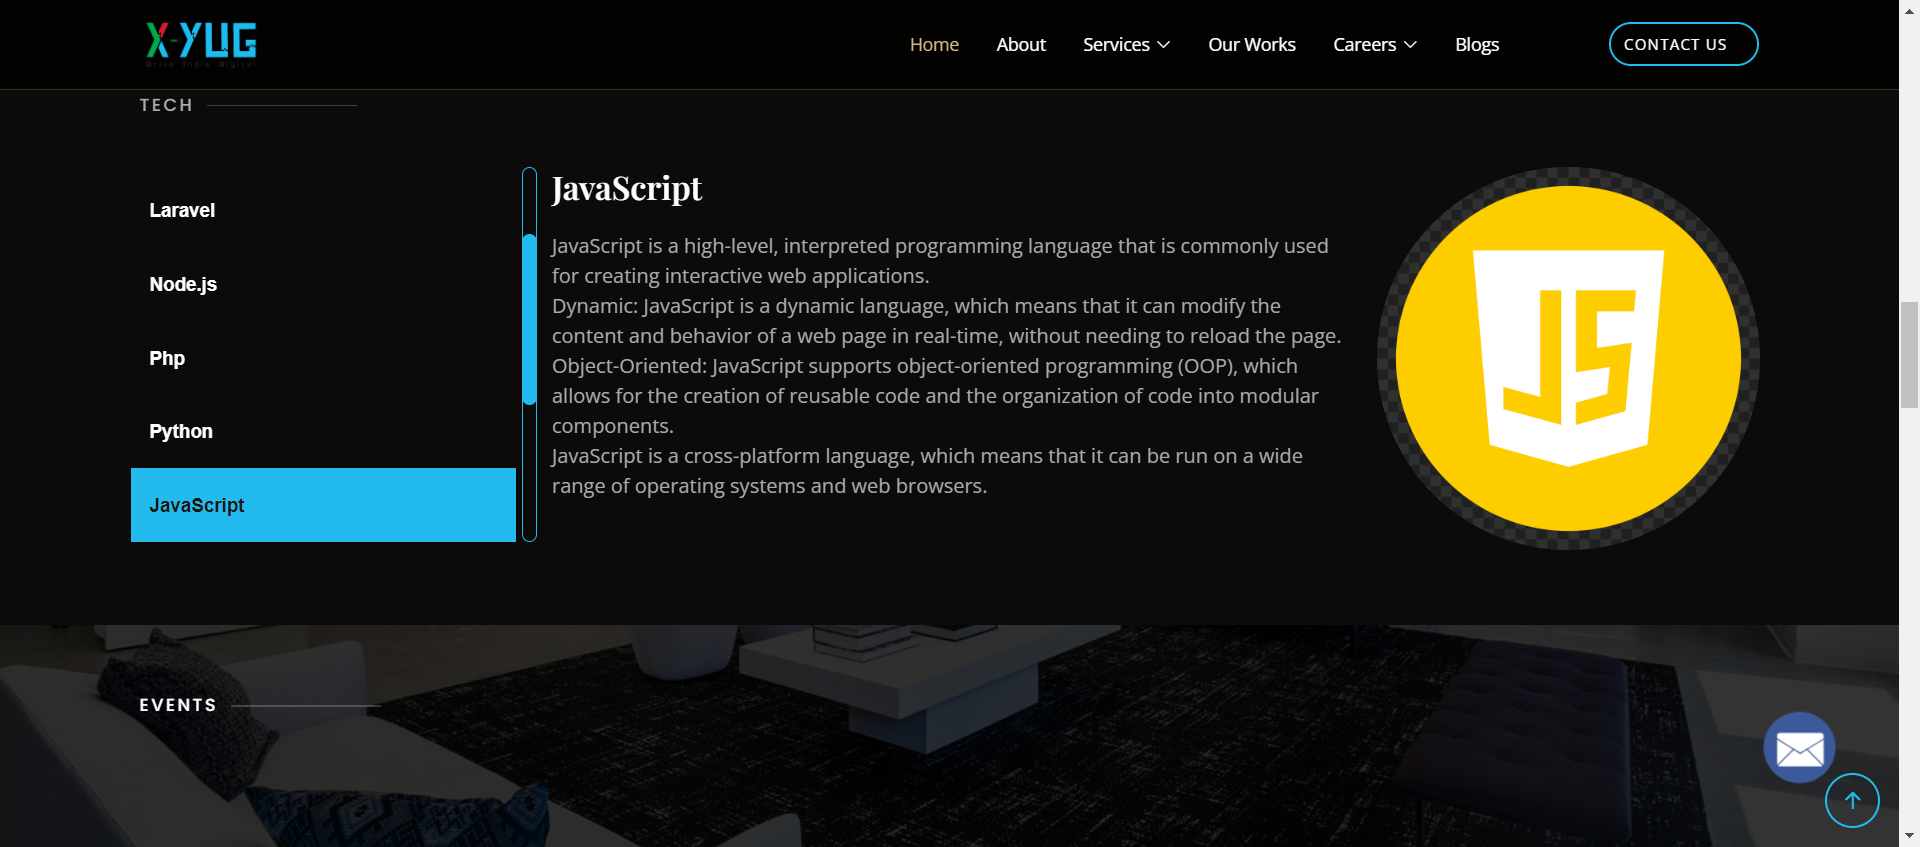 X-YUG
Drive India Digital
Home
About
Services
Our Works
Careers
Blogs
CONTACT US
TECH
Laravel
Node.js
Php
Python
JavaScript
JavaScript
JavaScript is a high-level, interpreted programming language that is commonly used
for creating interactive web applications.
Dynamic: JavaScript is a dynamic language, which means that it can modify the
content and behavior of a web page in real-time, without needing to reload the page.
Object-Oriented: JavaScript supports object-oriented programming (OOP), which
allows for the creation of reusable code and the organization of code into modular
components.
JavaScript is a cross-platform language, which means that it can be run on a wide
range of operating systems and web browsers.
JS
EVENTS